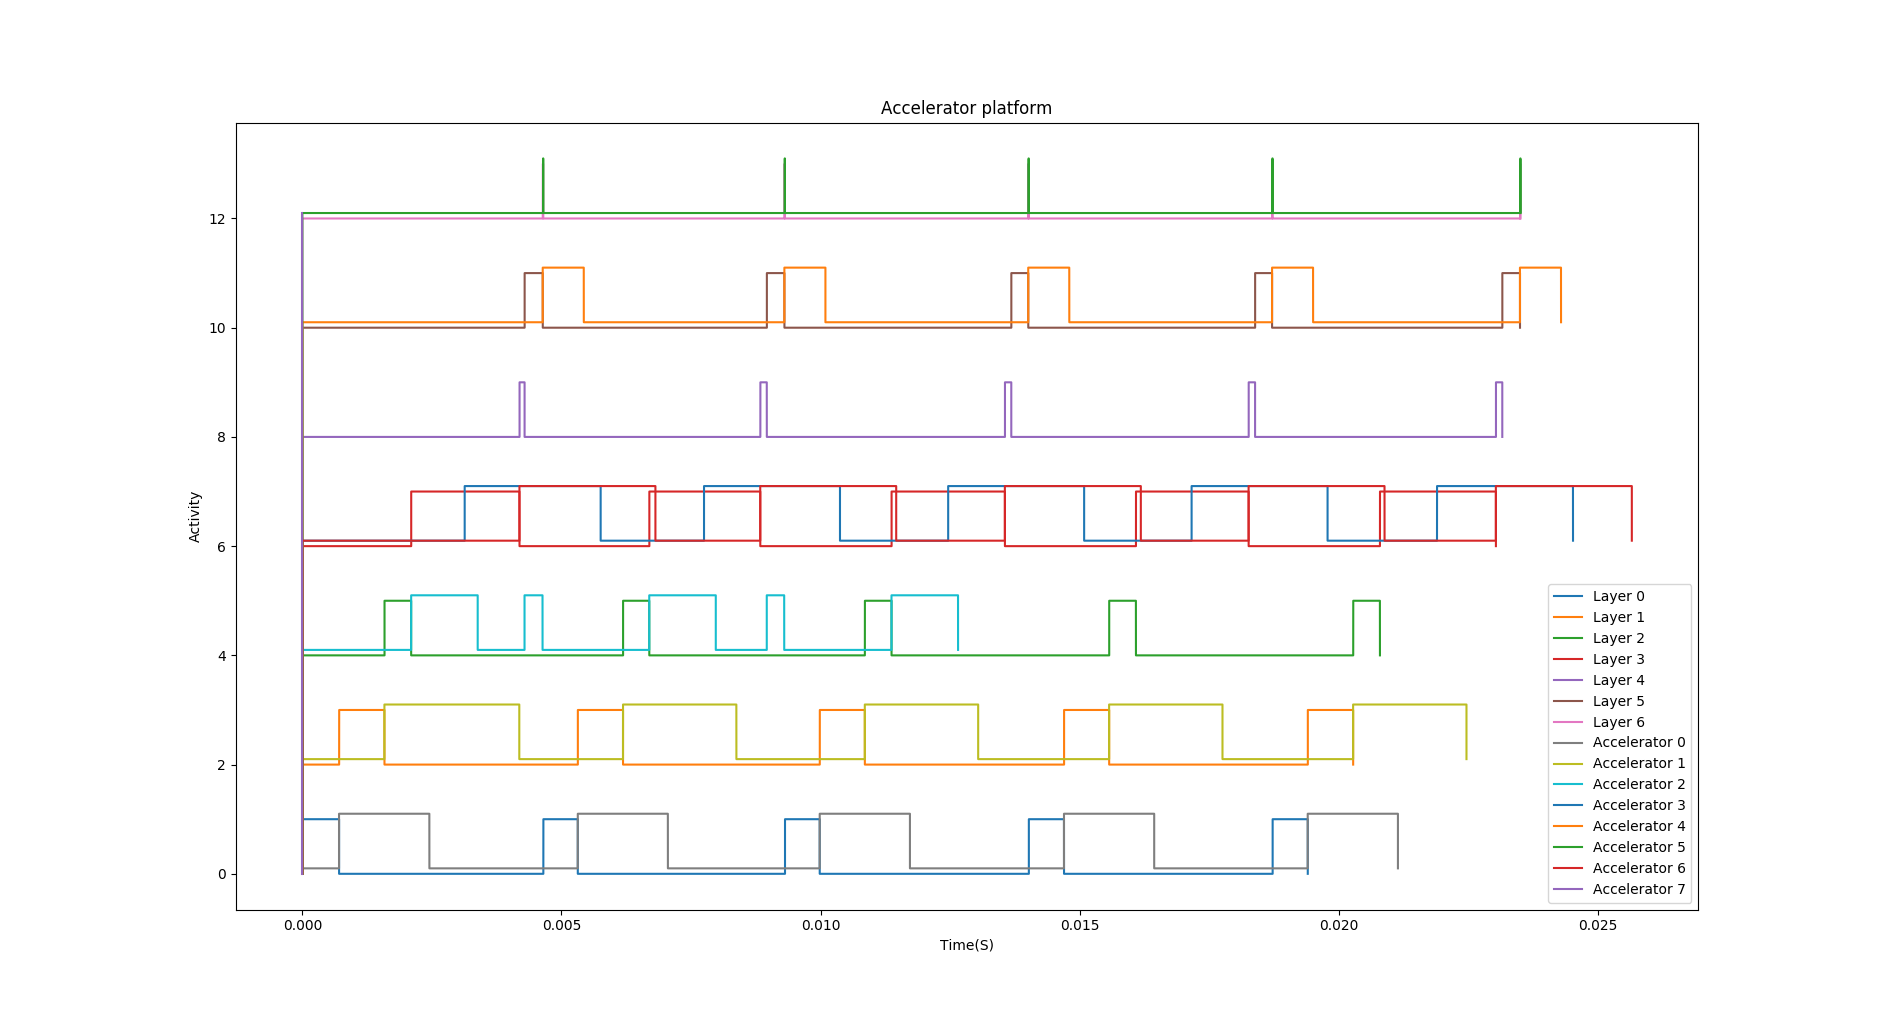 Accelerator platform
12
10
8
6
4
2
0
Activity
0.000 0.005 0.010 0.015 0.020 0.025
Time(S)
Layer 0
Layer 1
Layer 2
Layer 3
Layer 4
Layer 5
Layer 6
Accelerator 0
Accelerator 1
Accelerator 2
Accelerator 3
Accelerator 4
Accelerator 5
Accelerator 6
Accelerator 7